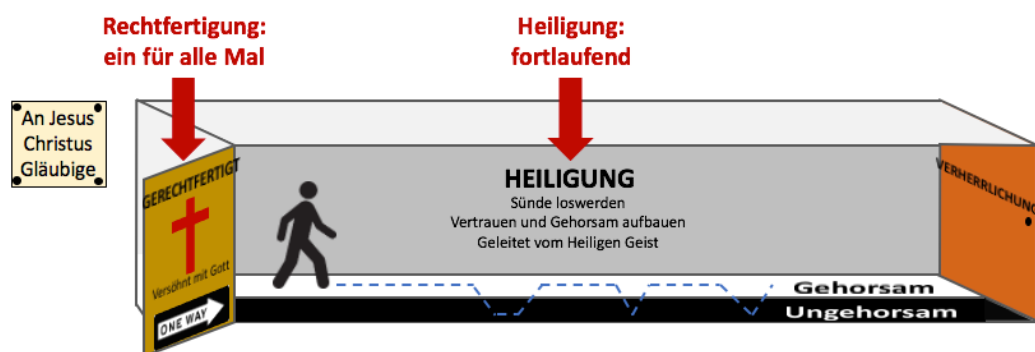 Rechtfertigung:
ein für alle Mal
Heiligung:
fortlaufend
An Jesus
Christus
Gläubige
GERECHTFERTIGT
Versöhnt mit Gott
ONE WAY
HEILIGUNG
Sünde loswerden
Vertrauen und Gehorsam aufbauen
Geleitet vom Heiligen Geist
VERHERRLICHUNG
Gehorsam
Ungehorsam